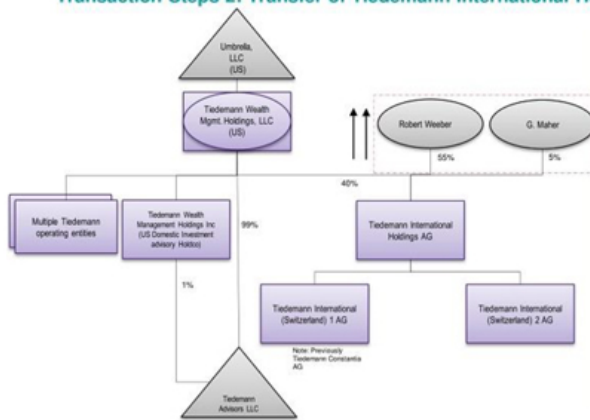 Transaction Steps 2: Transfer of Tiedemann International
Umbrella,
LLC
(US)
Tiedemann Wealth
Mgmt. Holdings, LLC
(US)
Robert Weeber
G. Maher
55%
5%
40%
Multiple Tiedemann
operating entities
Tiedemann Wealth
Management Holdings Inc
(US Domestic Investment
advisory Holdco)
99%
Tiedemann International
Holdings AG
1%
Tiedemann International
(Switzerland) 1 AG
Tiedemann International
(Switzerland) 2 AG
Note: Previously
Tiedemann Constantia
AG
Tiedemann
Advisors LLC